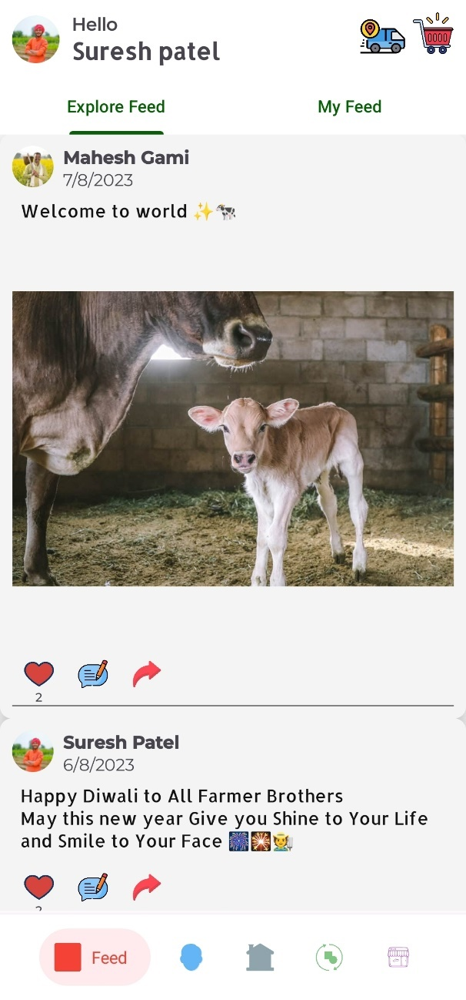 Hello
Suresh patel
Explore Feed
My Feed
Mahesh Gami
7/8/2023
Welcome to world ✨🐄
2
Suresh Patel
6/8/2023
Happy Diwali to All Farmer Brothers
May this new year Give you Shine to Your Life
and Smile to Your Face 🎆🎇🧑‍🌾
Feed